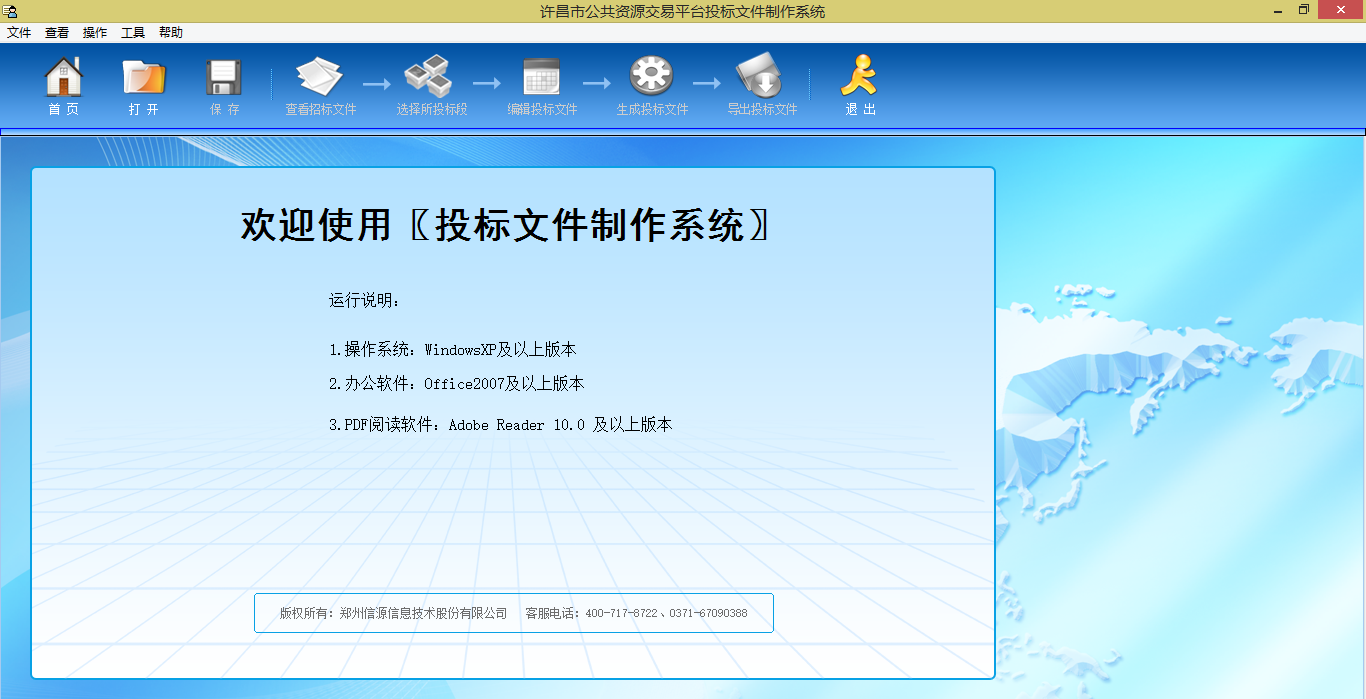 许昌市公共资源交易平台投标文件制作系统
文件 查看 操作 工具 帮助
首 页 打 开 保 存 查看招标文件 选择所投标段 编辑投标文件 生成投标文件 导出投标文件 退 出
欢迎使用〖投标文件制作系统〗
运行说明：
1.操作系统：WindowsXP及以上版本
2.办公软件：Office2007及以上版本
3.PDF阅读软件：Adobe Reader 10.0 及以上版本
版权所有：郑州信源信息技术股份有限公司 客服电话：400-717-8722、0371-67090388